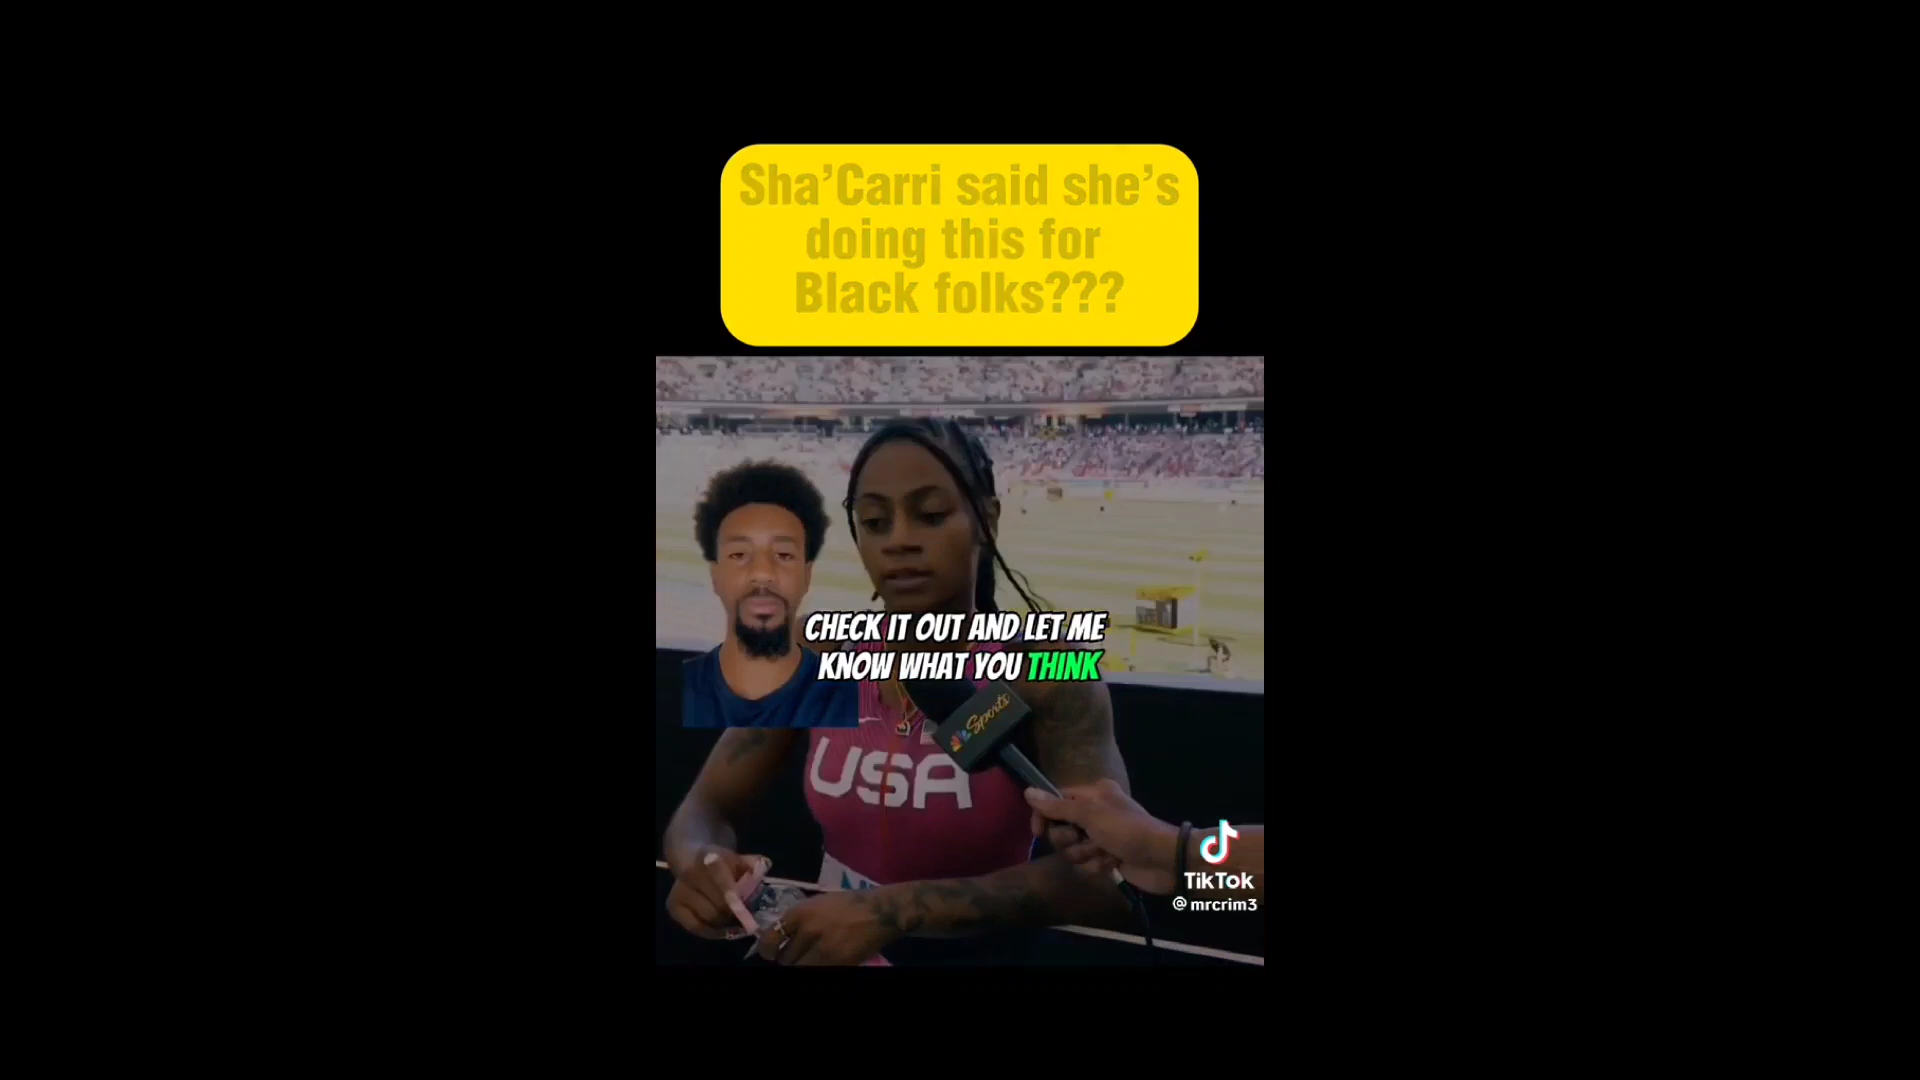 Sha’Carri said she’s
doing this for
Black folks???
CHECK IT OUT AND LET ME
KNOW WHAT YOU THINK
Sports
USA
TikTok
@mrcrim3